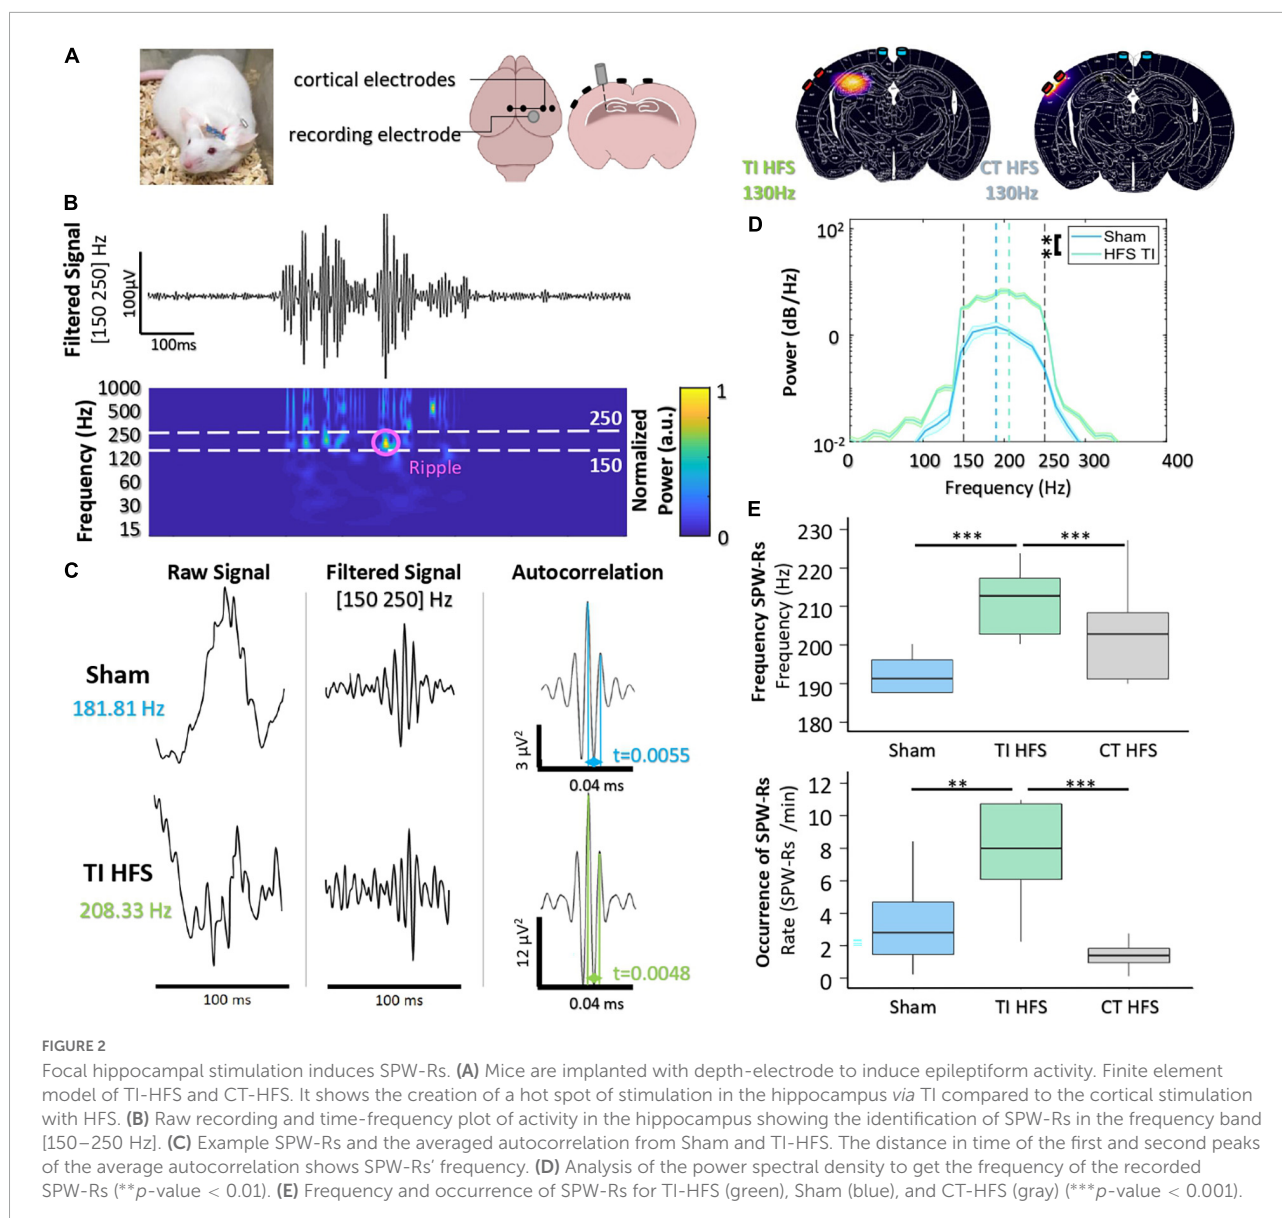 A
cortical electrodes
recording electrode
TI HFS
130Hz
CT HFS
130Hz
B
Filtered Signal
[150 250] Hz
100µV
100ms
Frequency (Hz)
1000
500
250
120
60
30
15
250
150
Ripple
Normalized
Power (a.u.)
1
0
C
Raw Signal
Filtered Signal
[150 250] Hz
Autocorrelation
Sham
181.81 Hz
3 µV²
t=0.0055
0.04 ms
TI HFS
208.33 Hz
12 µV²
t=0.0048
100 ms
100 ms
0.04 ms
D
Power (dB/Hz)
10²
0
10⁻²
**
Sham
HFS TI
0
100
150
200
250
300
400
Frequency (Hz)
E
Frequency SPW-Rs
Frequency (Hz)
230
220
210
200
190
180
***
***
Sham
TI HFS
CT HFS
Occurrence of SPW-Rs
Rate (SPW-Rs /min)
12
10
8
6
4
2
0
**
***
Sham
TI HFS
CT HFS
FIGURE 2
Focal hippocampal stimulation induces SPW-Rs. (A) Mice are implanted with depth-electrode to induce epileptiform activity. Finite element
model of TI-HFS and CT-HFS. It shows the creation of a hot spot of stimulation in the hippocampus via TI compared to the cortical stimulation
with HFS. (B) Raw recording and time-frequency plot of activity in the hippocampus showing the identification of SPW-Rs in the frequency band
[150–250 Hz]. (C) Example SPW-Rs and the averaged autocorrelation from Sham and TI-HFS. The distance in time of the first and second peaks
of the average autocorrelation shows SPW-Rs' frequency. (D) Analysis of the power spectral density to get the frequency of the recorded
SPW-Rs (**p-value < 0.01). (E) Frequency and occurrence of SPW-Rs for TI-HFS (green), Sham (blue), and CT-HFS (gray) (***p-value < 0.001).